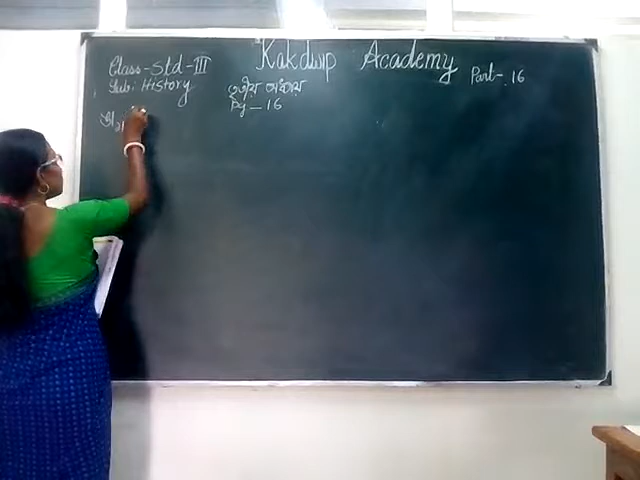 Kakdwip Academy
Class-Std-III
Part-16
Sub: History
তৃতীয় অধ্যায়
Pg - 16